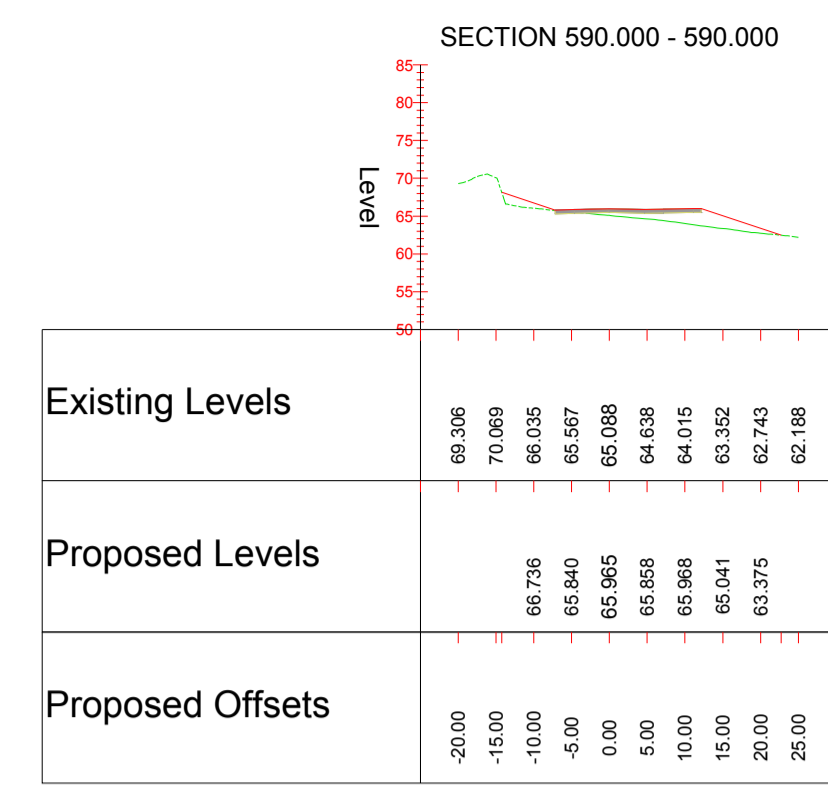 SECTION 590.000 - 590.000
85
80
75
70
65
60
55
50
Level
Existing Levels
69.306 70.069 66.035 65.567 65.088 64.638 64.015 63.352 62.743 62.188
Proposed Levels
66.736 65.840 65.965 65.858 65.968 65.041 63.375
Proposed Offsets
-20.00 -15.00 -10.00 -5.00 0.00 5.00 10.00 15.00 20.00 25.00